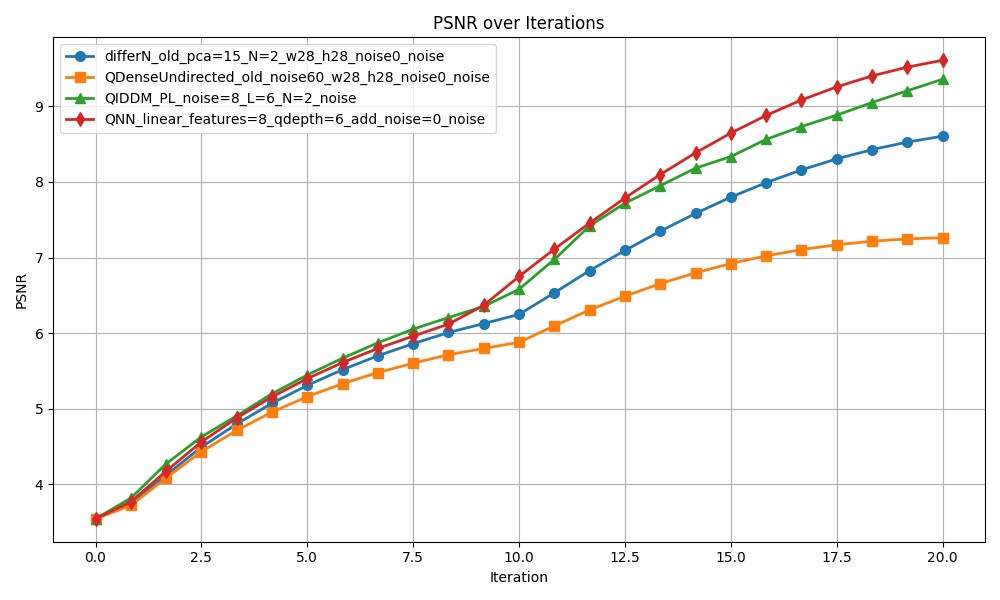 PSNR over Iterations
differN_old_pca=15_N=2_w28_h28_noise0_noise
QDenseUndirected_old_noise60_w28_h28_noise0_noise
QIDDM_PL_noise=8_L=6_N=2_noise
QNN_linear_features=8_qdepth=6_add_noise=0_noise
PSNR
9
8
7
6
5
4
0.0 2.5 5.0 7.5 10.0 12.5 15.0 17.5 20.0
Iteration